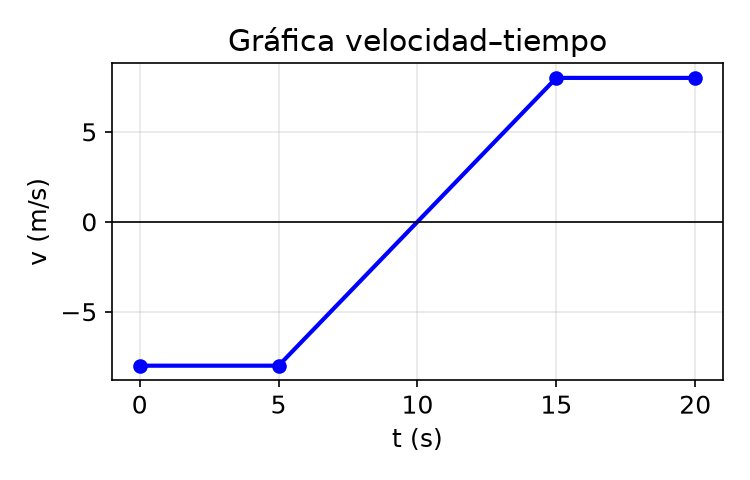 Gráfica velocidad–tiempo
v (m/s)
5
0
−5
0 5 10 15 20
t (s)